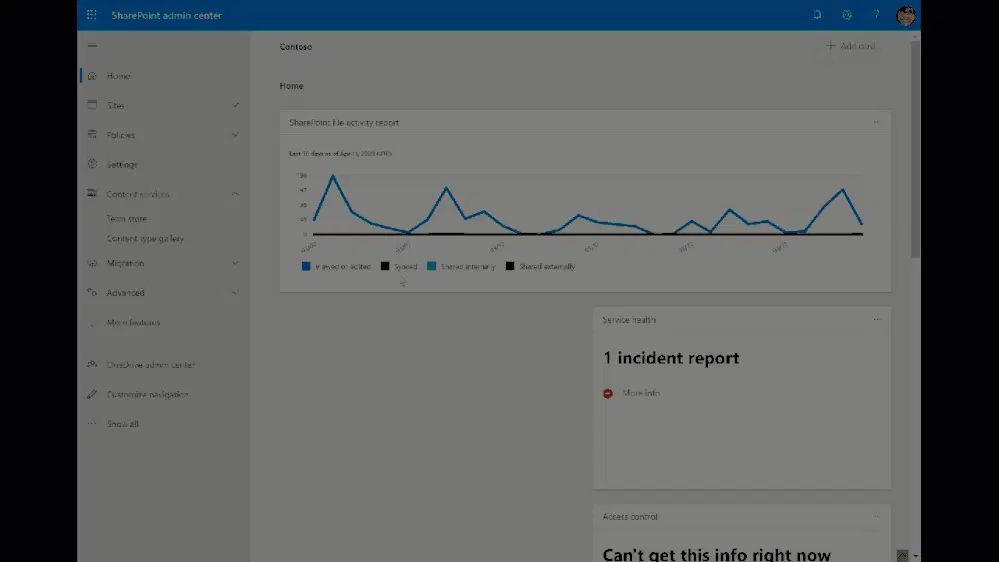 SharePoint admin center
?
Contoso
Add card
Home
Sites
Policies
Settings
Content services
Term store
Content type gallery
Migration
Advanced
More features
OneDrive admin center
Customize navigation
Show all
Home
SharePoint file activity report
Last 30 days as of
Viewed or edited
Synced
Shared internally
Shared externally
Service health
1 incident report
More info
Access control
Can't get this info right now